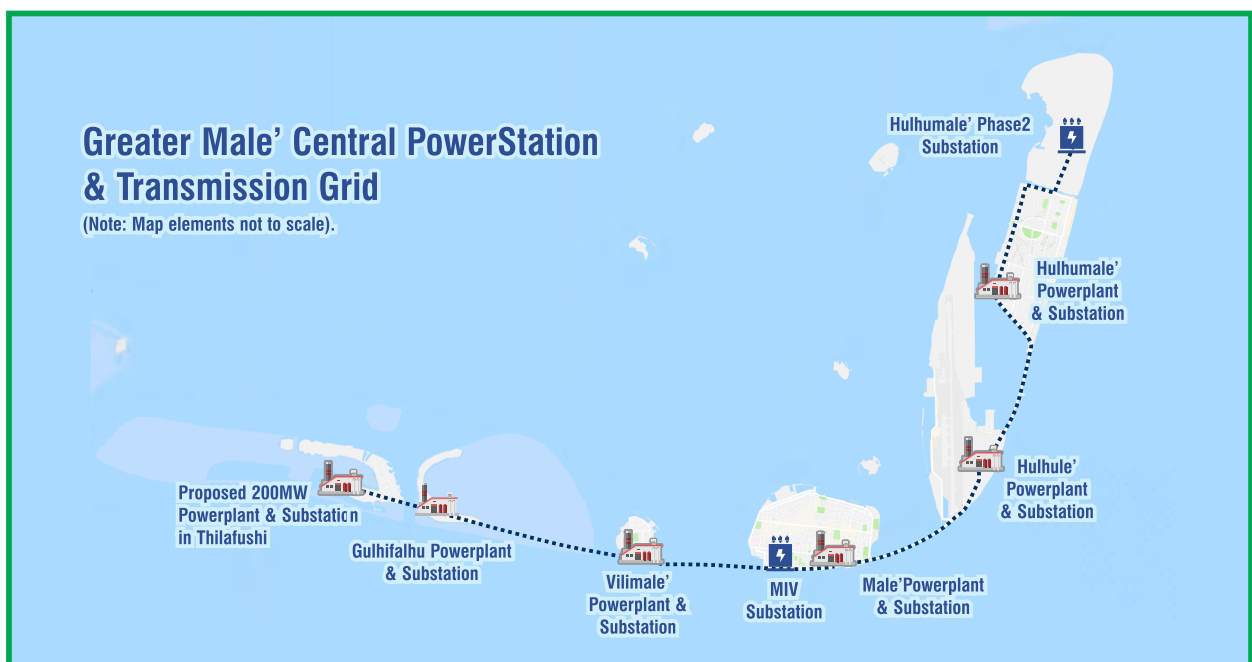 Greater Male’ Central PowerStation
& Transmission Grid
(Note: Map elements not to scale).
Hulhumale’ Phase2
Substation
Hulhumale’
Powerplant
& Substation
Hulhule’
Powerplant
& Substation
Proposed 200MW
Powerplant & Substation
in Thilafushi
Gulhifalhu Powerplant
& Substation
Vilimale’
Powerplant &
Substation
MIV
Substation
Male’Powerplant
& Substation